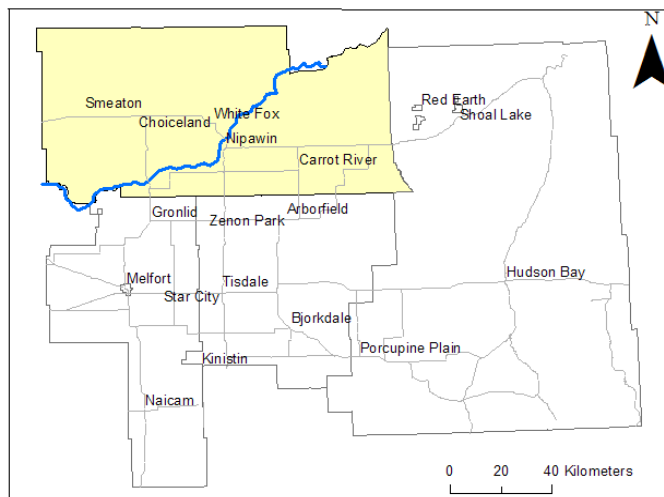 N
Red Earth
Smeaton
White Fox
Shoal Lake
Choiceland
Nipawin
Carrot River
Gronlid
Arborfield
Zenon Park
Hudson Bay
Melfort
Tisdale
Star City
Bjorkdale
Porcupine Plain
Kinistin
Naicam
0 20 40 Kilometers